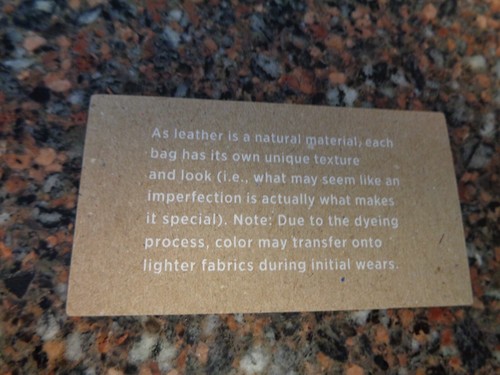 As leather is a natural material, each
bag has its own unique texture
and look (i.e., what may seem like an
imperfection is actually what makes
it special). Note: Due to the dyeing
process, color may transfer onto
lighter fabrics during initial wears.